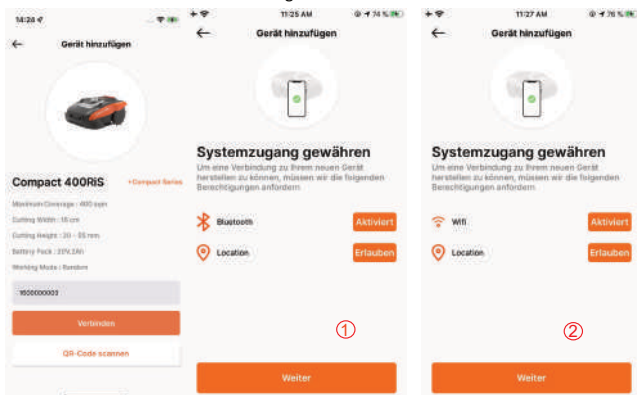 14:24
Gerät hinzufügen
Compact 400RiS
+Compact Series
Maximum Coverage : 400 sqm
Cutting Width : 18 cm
Cutting Height : 20 - 55 mm
Battery Pack : 20V,2Ah
Working Mode : Random
1600000003
Verbinden
QR-Code scannen
11:25 AM
74 %
Gerät hinzufügen
Systemzugang gewähren
Um eine Verbindung zu Ihrem neuen Gerät
herstellen zu können, müssen wir die folgenden
Berechtigungen anfordern
Bluetooth
Aktiviert
Location
Erlauben
①
Weiter
11:27 AM
76 %
Gerät hinzufügen
Systemzugang gewähren
Um eine Verbindung zu Ihrem neuen Gerät
herstellen zu können, müssen wir die folgenden
Berechtigungen anfordern
Wifi
Aktiviert
Location
Erlauben
②
Weiter